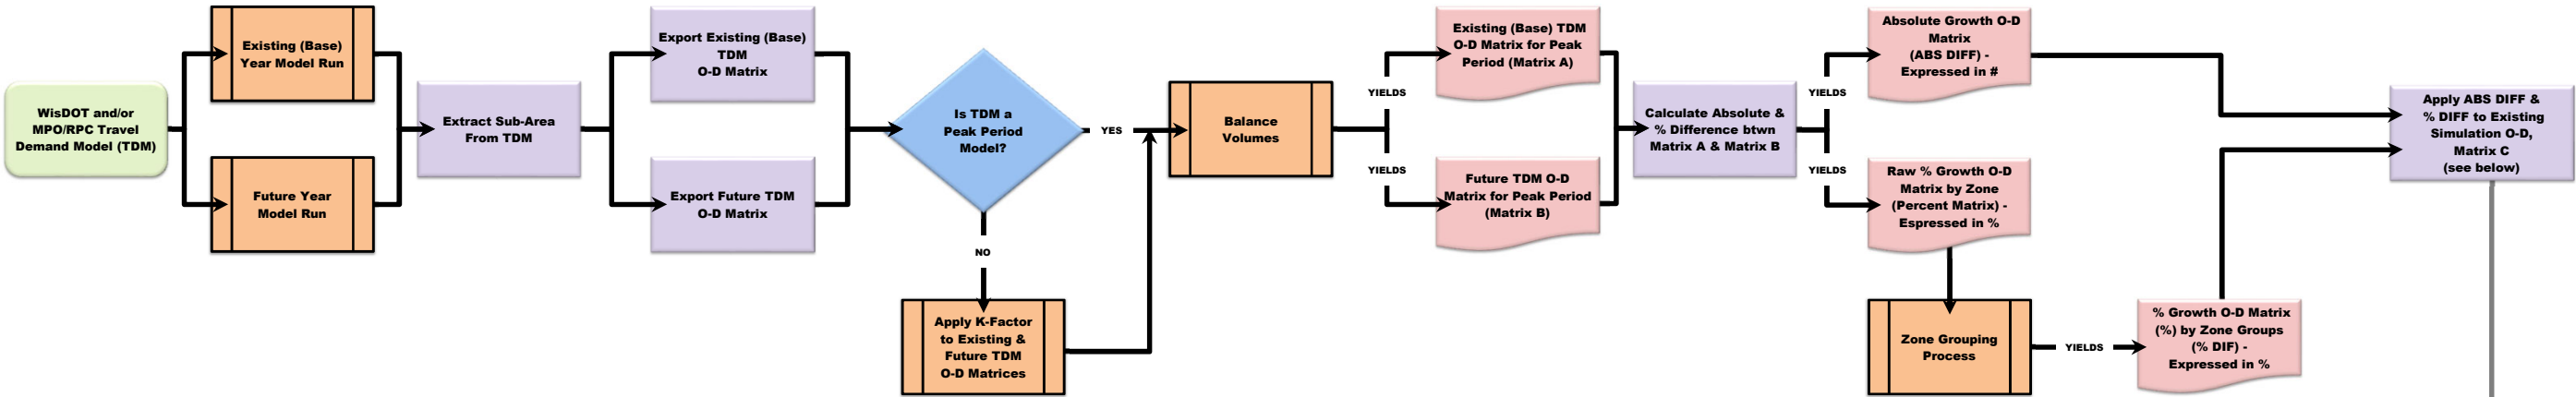 WisDOT and/or
MPO/RPC Travel
Demand Model (TDM)
Existing (Base)
Year Model Run
Future Year
Model Run
Extract Sub-Area
From TDM
Export Existing (Base)
TDM
O-D Matrix
Export Future TDM
O-D Matrix
Is TDM a
Peak Period
Model?
YES
NO
Apply K-Factor
to Existing &
Future TDM
O-D Matrices
Balance
Volumes
YIELDS
YIELDS
Existing (Base) TDM
O-D Matrix for Peak
Period (Matrix A)
Future TDM O-D
Matrix for Peak Period
(Matrix B)
Calculate Absolute &
% Difference btwn
Matrix A & Matrix B
YIELDS
YIELDS
Absolute Growth O-D
Matrix
(ABS DIFF) -
Expressed in #
Raw % Growth O-D
Matrix by Zone
(Percent Matrix) -
Espressed in %
Zone Grouping
Process
YIELDS
% Growth O-D Matrix
(%) by Zone Groups
(% DIF) -
Expressed in %
Apply ABS DIFF &
% DIFF to Existing
Simulation O-D,
Matrix C
(see below)